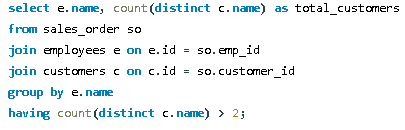 select e.name, count(distinct c.name) as total_customers
from sales_order so
join employees e on e.id = so.emp_id
join customers c on c.id = so.customer_id
group by e.name
having count(distinct c.name) > 2;